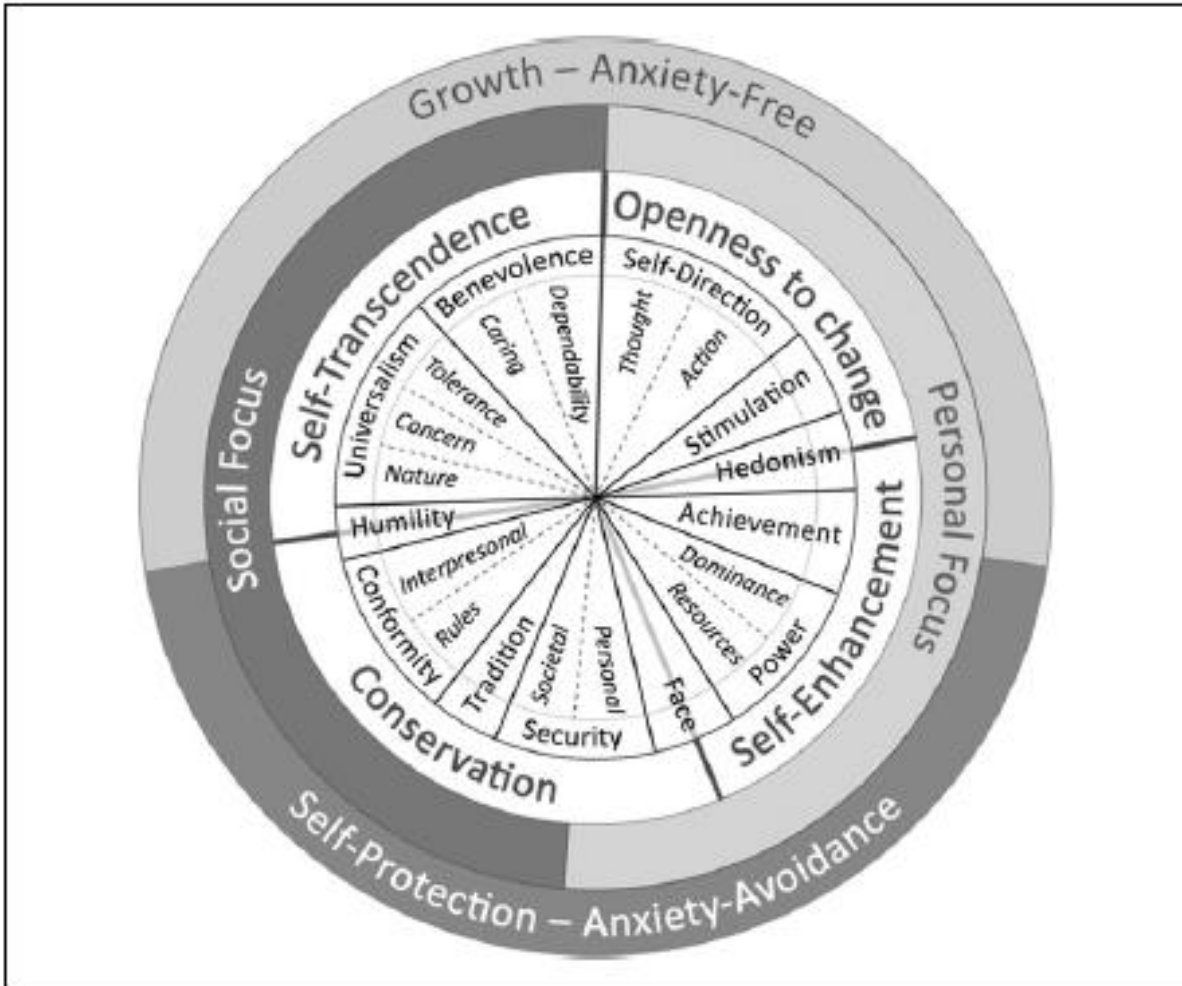 Growth – Anxiety-Free
Personal Focus
Self-Protection – Anxiety-Avoidance
Social Focus
Self-Transcendence
Openness to change
Self-Enhancement
Conservation
Benevolence
Caring
Dependability
Self-Direction
Thought
Action
Stimulation
Hedonism
Achievement
Power
Dominance
Resources
Face
Security
Personal
Societal
Tradition
Conformity
Rules
Interpresonal
Humility
Universalism
Nature
Concern
Tolerance